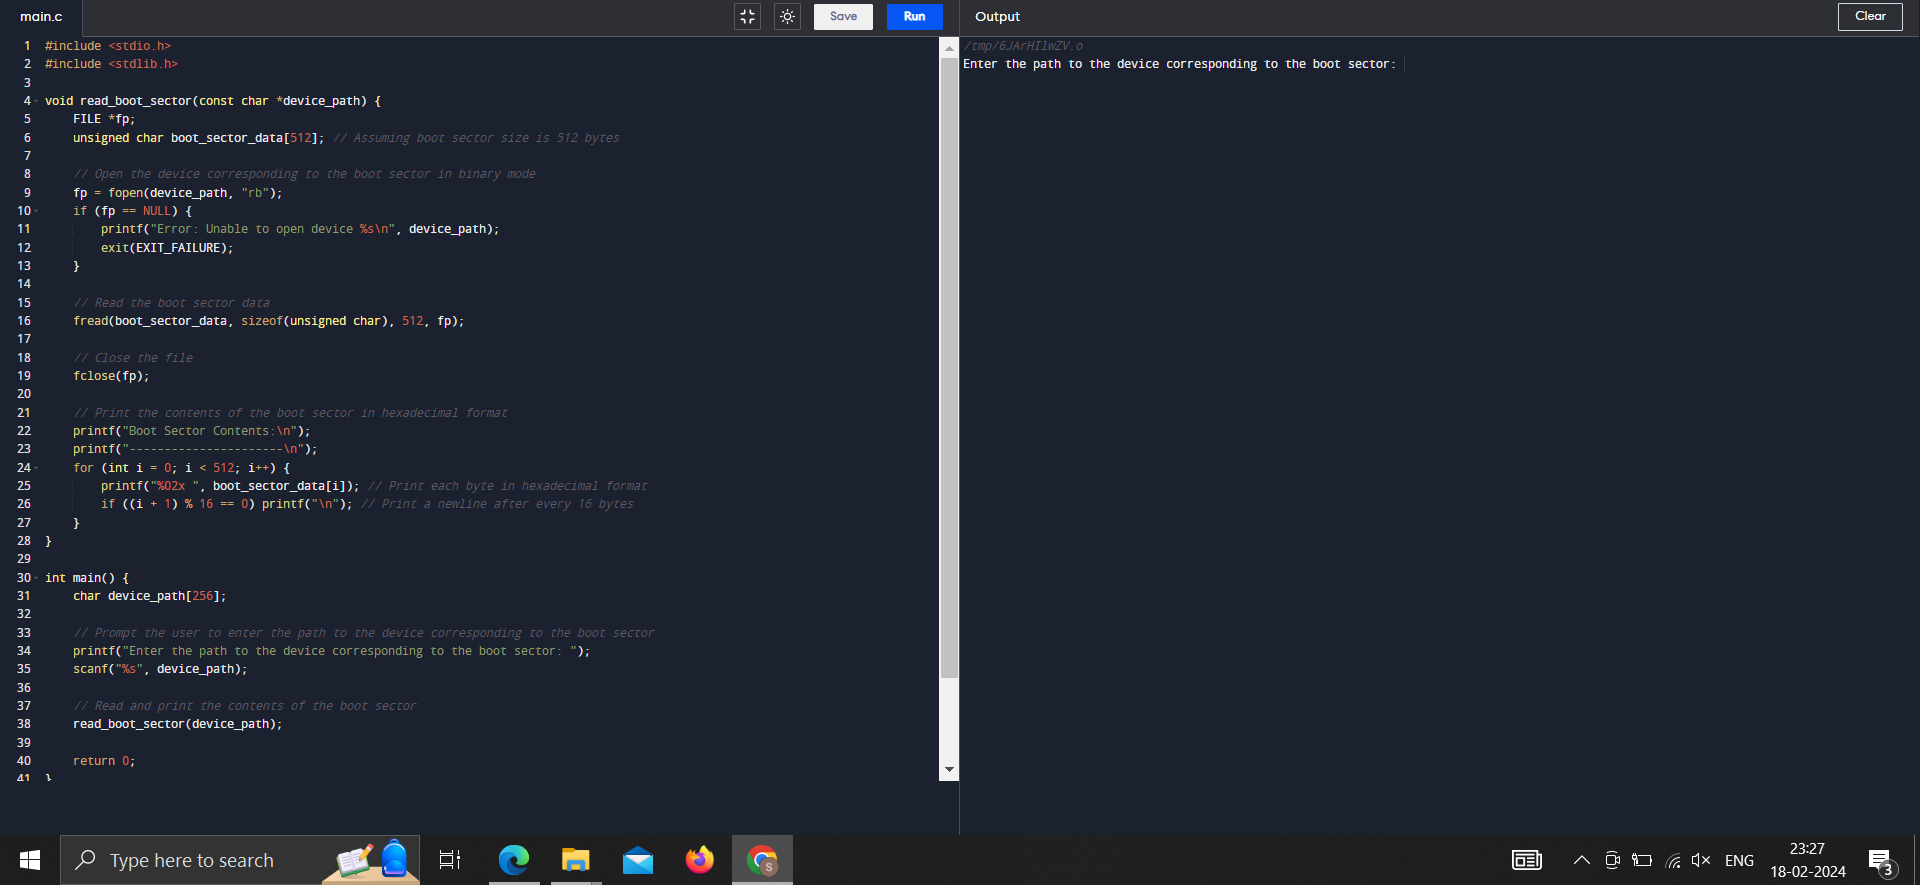 main.c
Save
Run
Output
Clear
1 #include <stdio.h>
2 #include <stdlib.h>
3
4 void read_boot_sector(const char *device_path) {
5     FILE *fp;
6     unsigned char boot_sector_data[512]; // Assuming boot sector size is 512 bytes
7
8     // Open the device corresponding to the boot sector in binary mode
9     fp = fopen(device_path, "rb");
10     if (fp == NULL) {
11         printf("Error: Unable to open device %s\n", device_path);
12         exit(EXIT_FAILURE);
13     }
14
15     // Read the boot sector data
16     fread(boot_sector_data, sizeof(unsigned char), 512, fp);
17
18     // Close the file
19     fclose(fp);
20
21     // Print the contents of the boot sector in hexadecimal format
22     printf("Boot Sector Contents:\n");
23     printf("----------------------\n");
24     for (int i = 0; i < 512; i++) {
25         printf("%02x ", boot_sector_data[i]); // Print each byte in hexadecimal format
26         if ((i + 1) % 16 == 0) printf("\n"); // Print a newline after every 16 bytes
27     }
28 }
29
30 int main() {
31     char device_path[256];
32
33     // Prompt the user to enter the path to the device corresponding to the boot sector
34     printf("Enter the path to the device corresponding to the boot sector: ");
35     scanf("%s", device_path);
36
37     // Read and print the contents of the boot sector
38     read_boot_sector(device_path);
39
40     return 0;
41 }
/tmp/6JArHIlwZV.o
Enter the path to the device corresponding to the boot sector:
Type here to search
S
ENG
23:27
18-02-2024
3